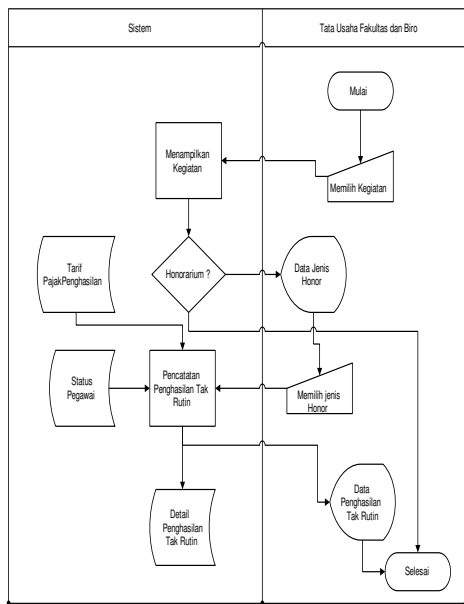 Sistem
Tata Usaha Fakultas dan Biro
Mulai
Menampilkan
Kegiatan
Memilih Kegiatan
Tarif
PajakPenghasilan
Honorarium ?
Data Jenis
Honor
Status
Pegawai
Pencatatan
Penghasilan Tak
Rutin
Memilih jenis
Honor
Detail
Penghasilan
Tak Rutin
Data
Penghasilan
Tak Rutin
Selesai